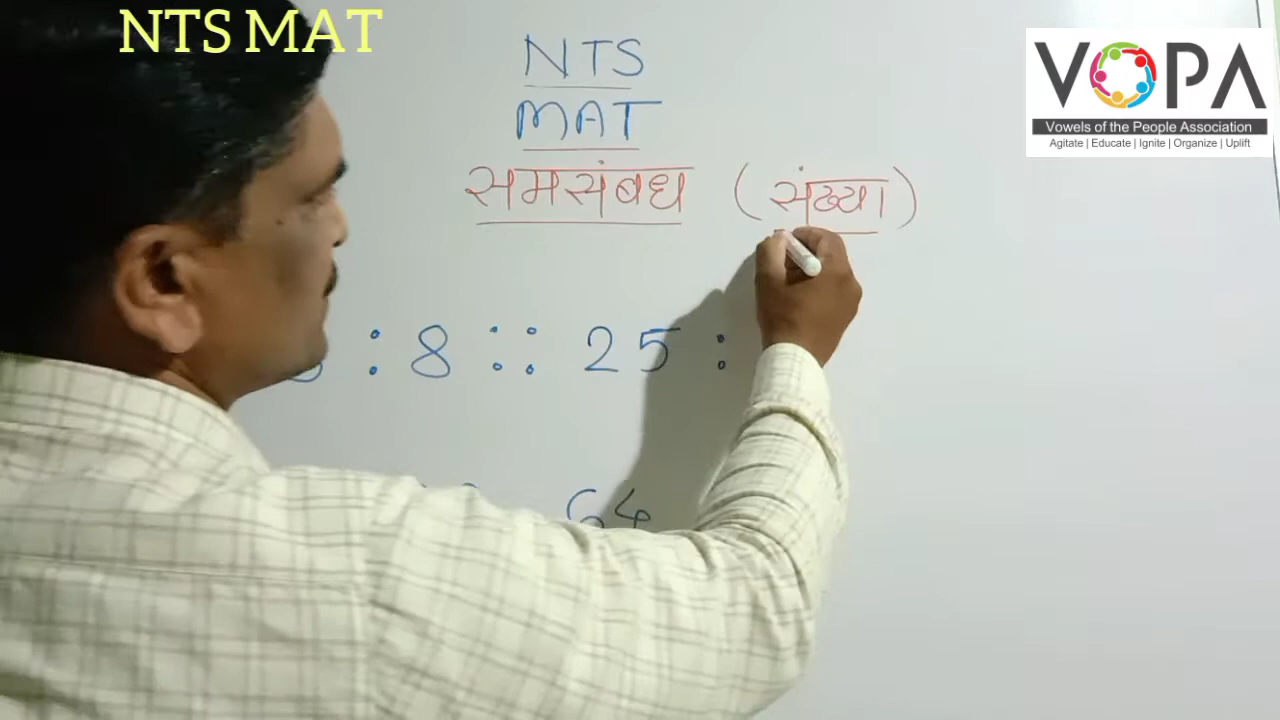 NTS MAT
VOPA
Vowels of the People Association
Agitate | Educate | Ignite | Organize | Uplift
NTS
MAT
समसंबध (संख्या)
: 8 :: 25 :
64